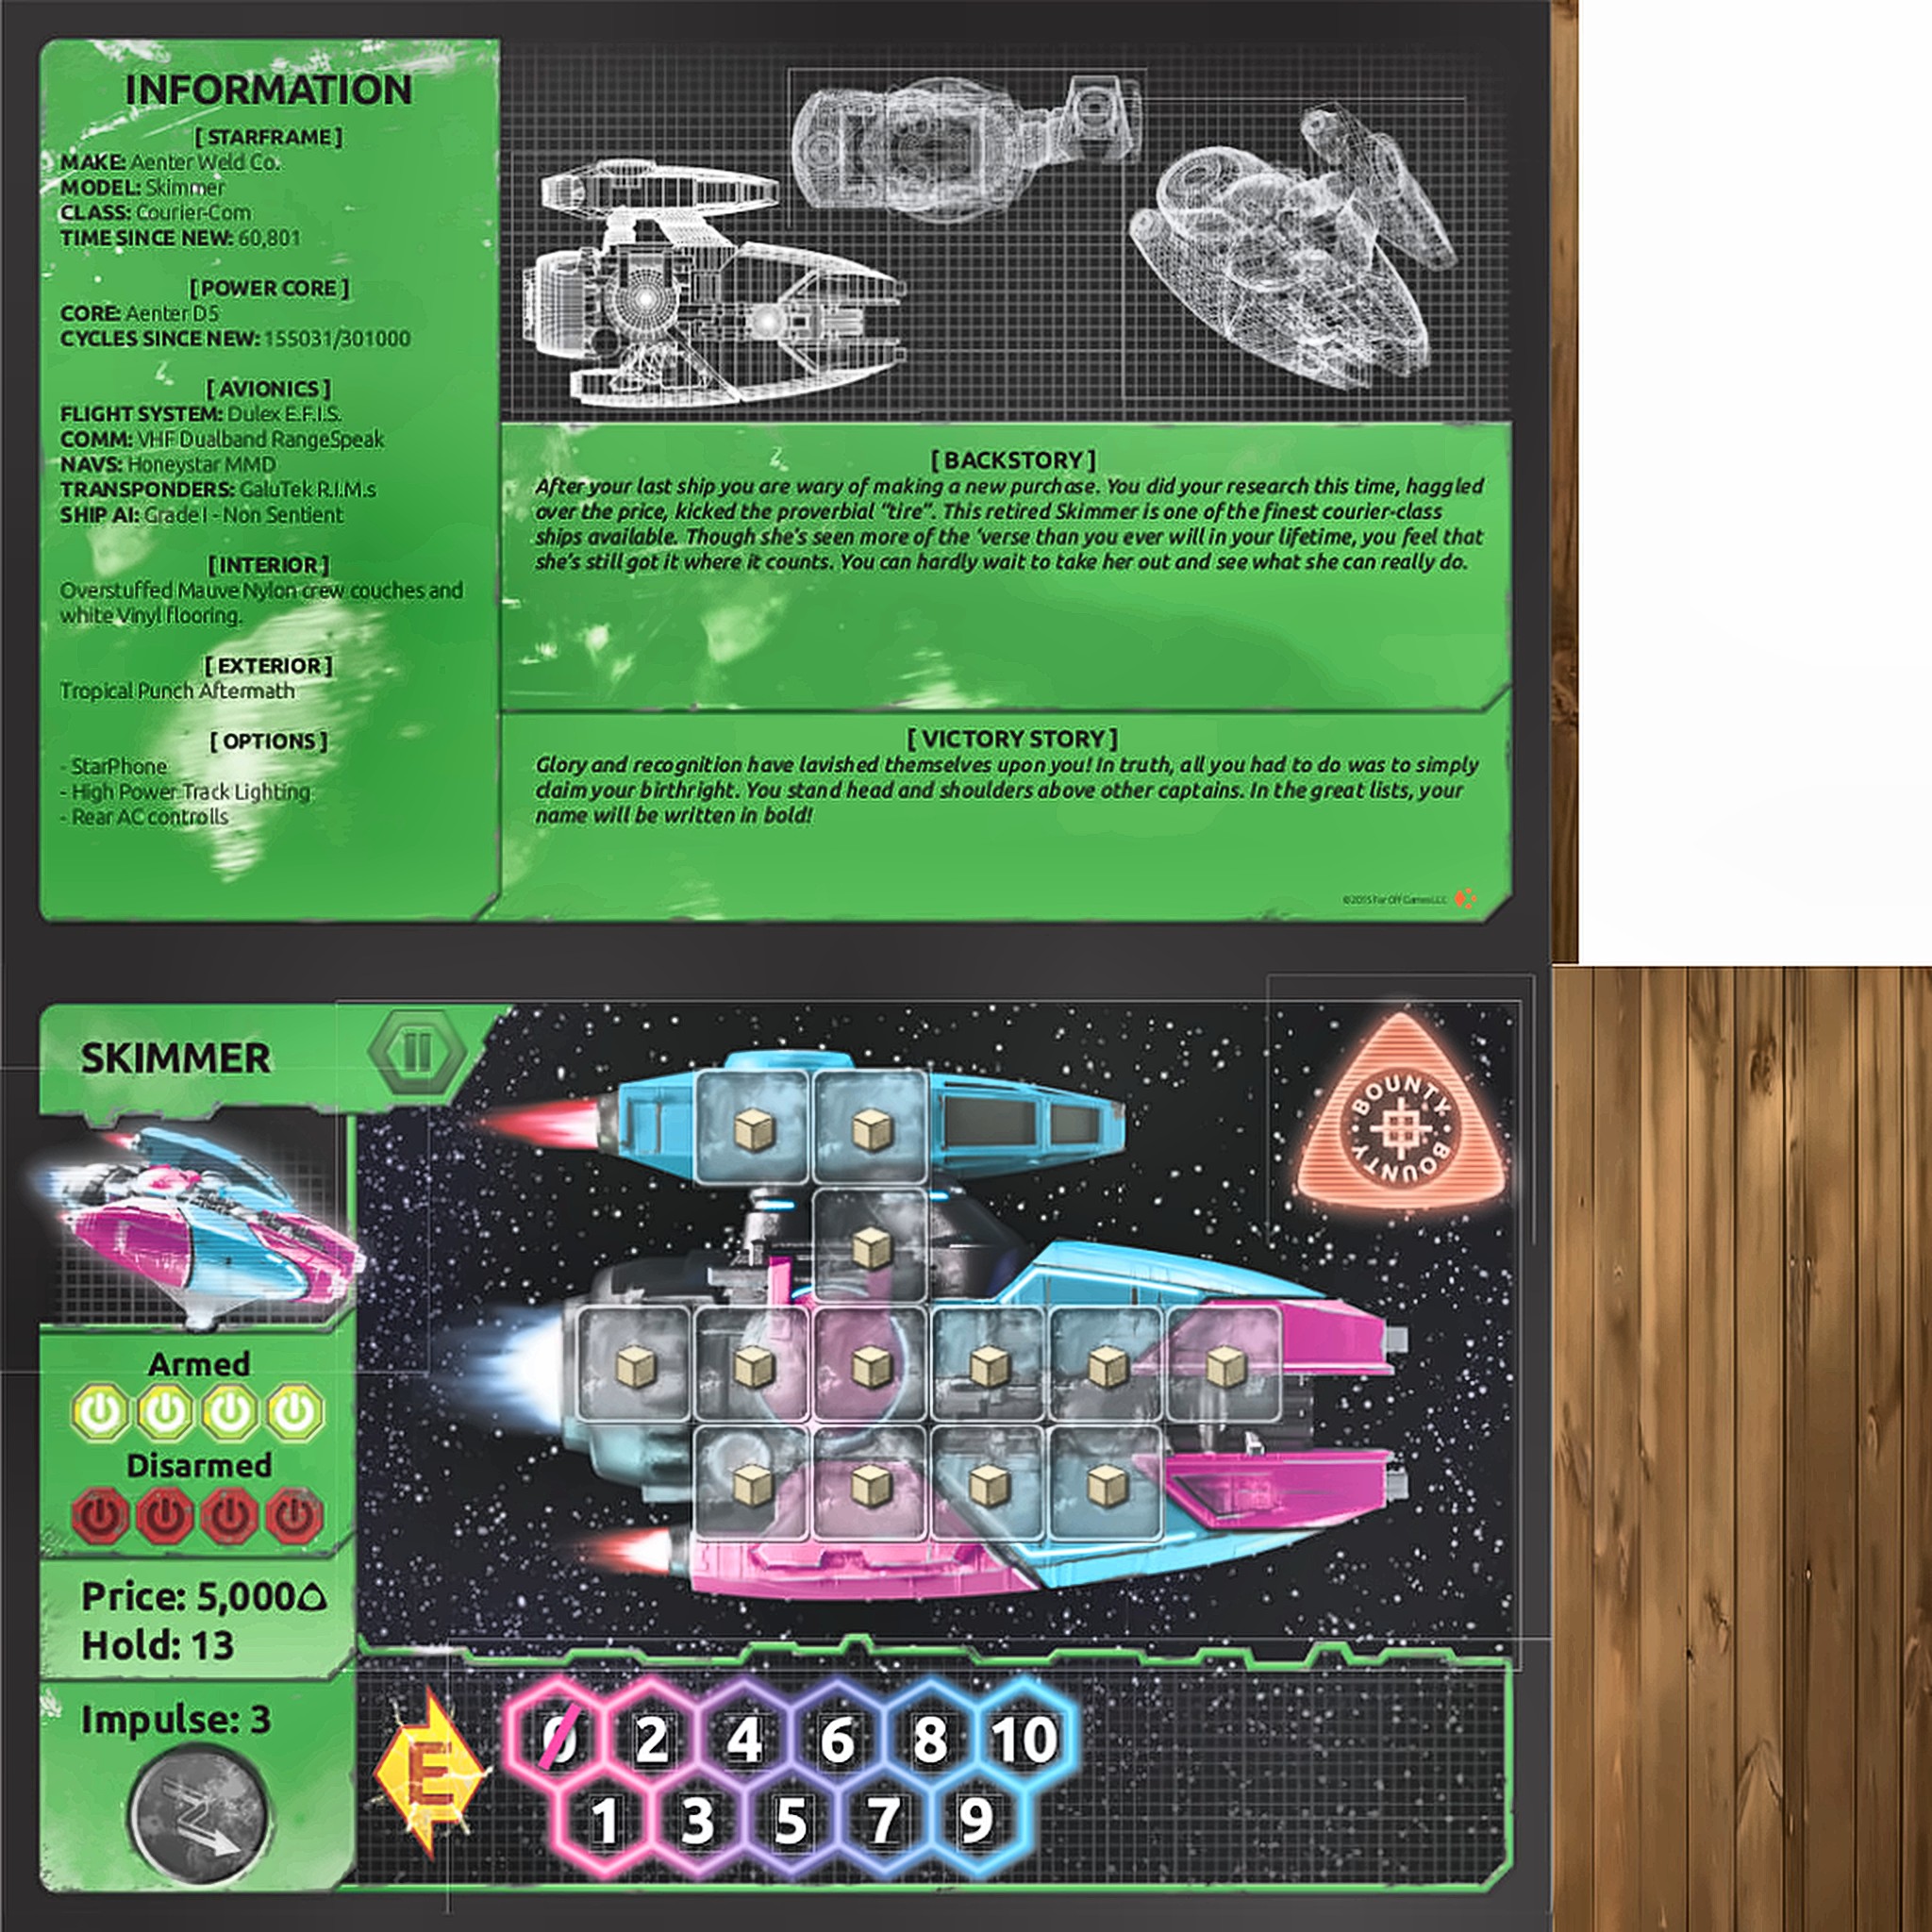 INFORMATION
[ STARFRAME ]
MAKE: Aenter Weld Co.
MODEL: Skimmer
CLASS: Courier-Com
TIME SINCE NEW: 60,801
[ POWER CORE ]
CORE: Aenter D5
CYCLES SINCE NEW: 155031/301000
[ AVIONICS ]
FLIGHT SYSTEM: Dulex E.F.I.S.
COMM: VHF Dualband RangeSpeak
NAVS: Honeystar MMD
TRANSPONDERS: GaluTek R.I.M.s
SHIP AI: Grade I - Non Sentient
[ INTERIOR ]
Overstuffed Mauve Nylon crew couches and
white Vinyl flooring.
[ EXTERIOR ]
Tropical Punch Aftermath
[ OPTIONS ]
- StarPhone
- High Power Track Lighting
- Rear AC controlls
[ BACKSTORY ]
After your last ship you are wary of making a new purchase. You did your research this time, haggled
over the price, kicked the proverbial “tire”. This retired Skimmer is one of the finest courier-class
ships available. Though she’s seen more of the ‘verse than you ever will in your lifetime, you feel that
she’s still got it where it counts. You can hardly wait to take her out and see what she can really do.
[ VICTORY STORY ]
Glory and recognition have lavished themselves upon you! In truth, all you had to do was to simply
claim your birthright. You stand head and shoulders above other captains. In the great lists, your
name will be written in bold!
©2015 Far Off Games LLC
SKIMMER
II
BOUNTY
BOUNTY
Armed
Disarmed
Price: 5,000
Hold: 13
Impulse: 3
E
0 2 4 6 8 10
1 3 5 7 9